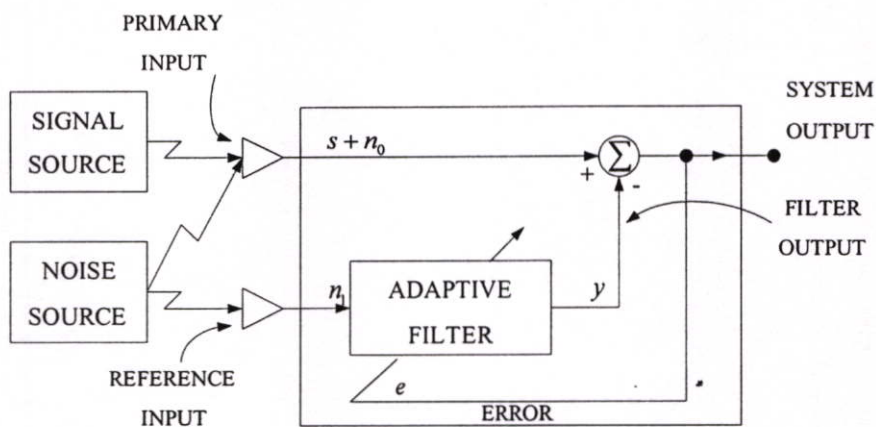 PRIMARY
INPUT
SIGNAL
SOURCE
s + n₀
Σ
+
-
SYSTEM
OUTPUT
FILTER
OUTPUT
NOISE
SOURCE
n₁
ADAPTIVE
FILTER
y
REFERENCE
INPUT
e
ERROR